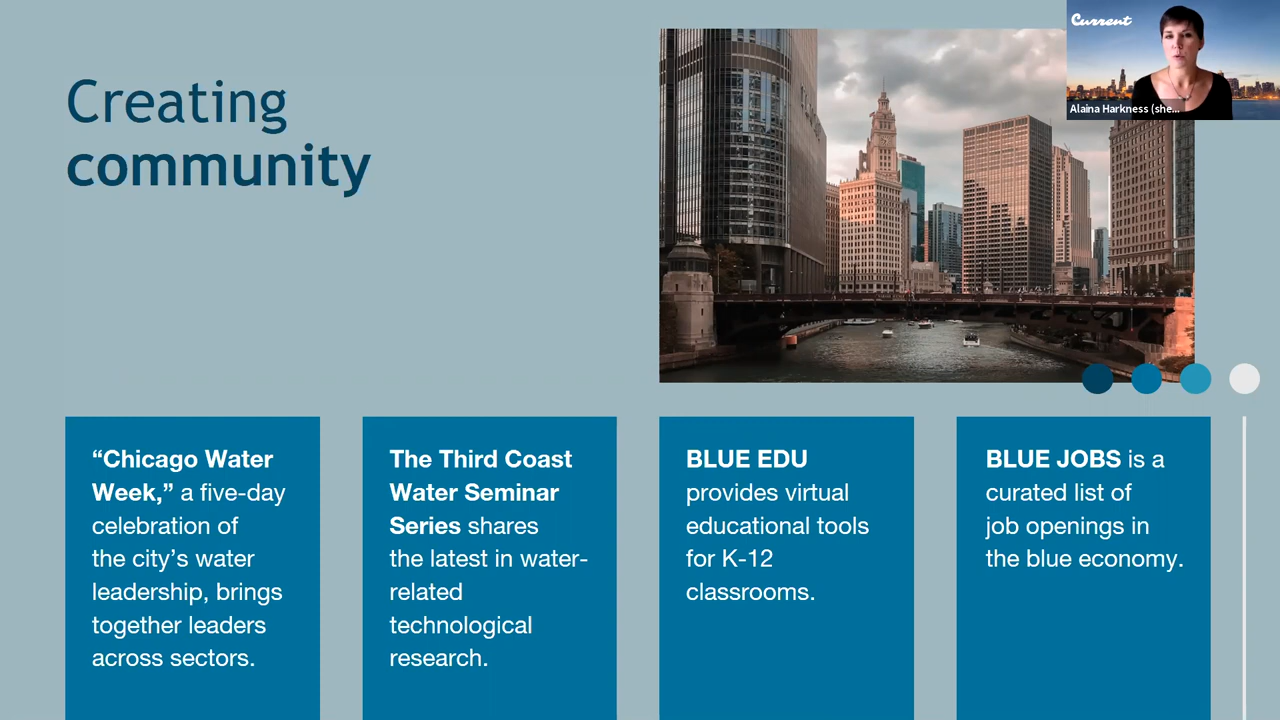 Creating
community
Current
Alaina Harkness (she...
“Chicago Water
Week,” a five-day
celebration of
the city’s water
leadership, brings
together leaders
across sectors.
The Third Coast
Water Seminar
Series shares
the latest in water-
related
technological
research.
BLUE EDU
provides virtual
educational tools
for K-12
classrooms.
BLUE JOBS is a
curated list of
job openings in
the blue economy.